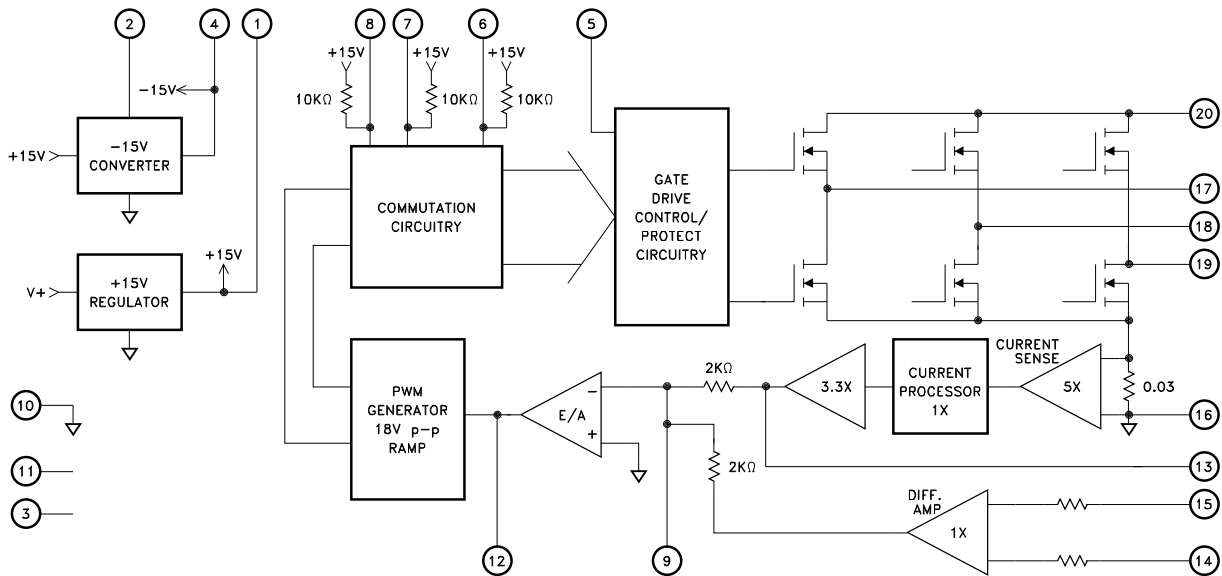 2
4
1
8
7
6
5
+15V
+15V
+15V
-15V
10KΩ
10KΩ
10KΩ
20
+15V
-15V
CONVERTER
COMMUTATION
CIRCUITRY
GATE
DRIVE
CONTROL/
PROTECT
CIRCUITRY
17
18
19
+15V
V+
+15V
REGULATOR
PWM
GENERATOR
18V p-p
RAMP
2KΩ
-
E/A
+
3.3X
CURRENT
PROCESSOR
1X
CURRENT
SENSE
5X
0.03
10
16
11
2KΩ
13
3
DIFF.
AMP
1X
15
12
9
14